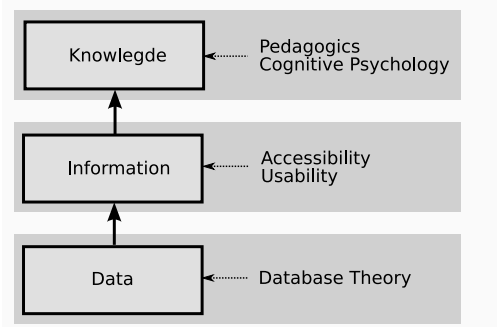 Knowlegde
Pedagogics
Cognitive Psychology
Information
Accessibility
Usability
Data
Database Theory